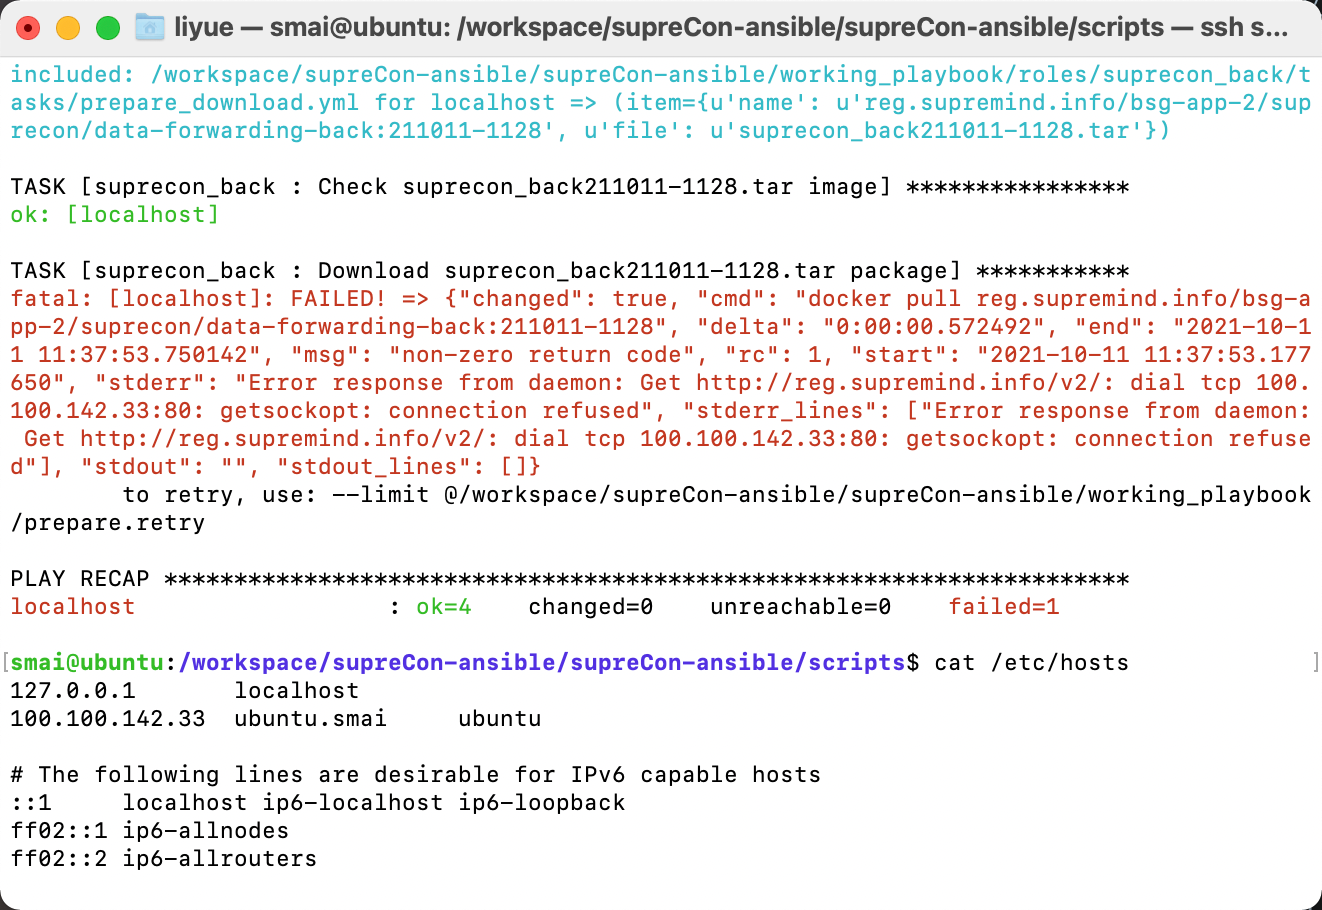 liyue — smai@ubuntu: /workspace/supreCon-ansible/supreCon-ansible/scripts — ssh s...
included: /workspace/supreCon-ansible/supreCon-ansible/working_playbook/roles/suprecon_back/t
asks/prepare_download.yml for localhost => (item={u'name': u'reg.supremind.info/bsg-app-2/sup
recon/data-forwarding-back:211011-1128', u'file': u'suprecon_back211011-1128.tar'})
TASK [suprecon_back : Check suprecon_back211011-1128.tar image] ****************
ok: [localhost]
TASK [suprecon_back : Download suprecon_back211011-1128.tar package] ***********
fatal: [localhost]: FAILED! => {"changed": true, "cmd": "docker pull reg.supremind.info/bsg-a
pp-2/suprecon/data-forwarding-back:211011-1128", "delta": "0:00:00.572492", "end": "2021-10-1
1 11:37:53.750142", "msg": "non-zero return code", "rc": 1, "start": "2021-10-11 11:37:53.177
650", "stderr": "Error response from daemon: Get http://reg.supremind.info/v2/: dial tcp 100.
100.142.33:80: getsockopt: connection refused", "stderr_lines": ["Error response from daemon:
 Get http://reg.supremind.info/v2/: dial tcp 100.100.142.33:80: getsockopt: connection refuse
d"], "stdout": "", "stdout_lines": []}
        to retry, use: --limit @/workspace/supreCon-ansible/supreCon-ansible/working_playbook
/prepare.retry
PLAY RECAP *********************************************************************
localhost                  : ok=4    changed=0    unreachable=0    failed=1
[smai@ubuntu:/workspace/supreCon-ansible/supreCon-ansible/scripts$ cat /etc/hosts ]
127.0.0.1       localhost
100.100.142.33  ubuntu.smai     ubuntu
# The following lines are desirable for IPv6 capable hosts
::1     localhost ip6-localhost ip6-loopback
ff02::1 ip6-allnodes
ff02::2 ip6-allrouters